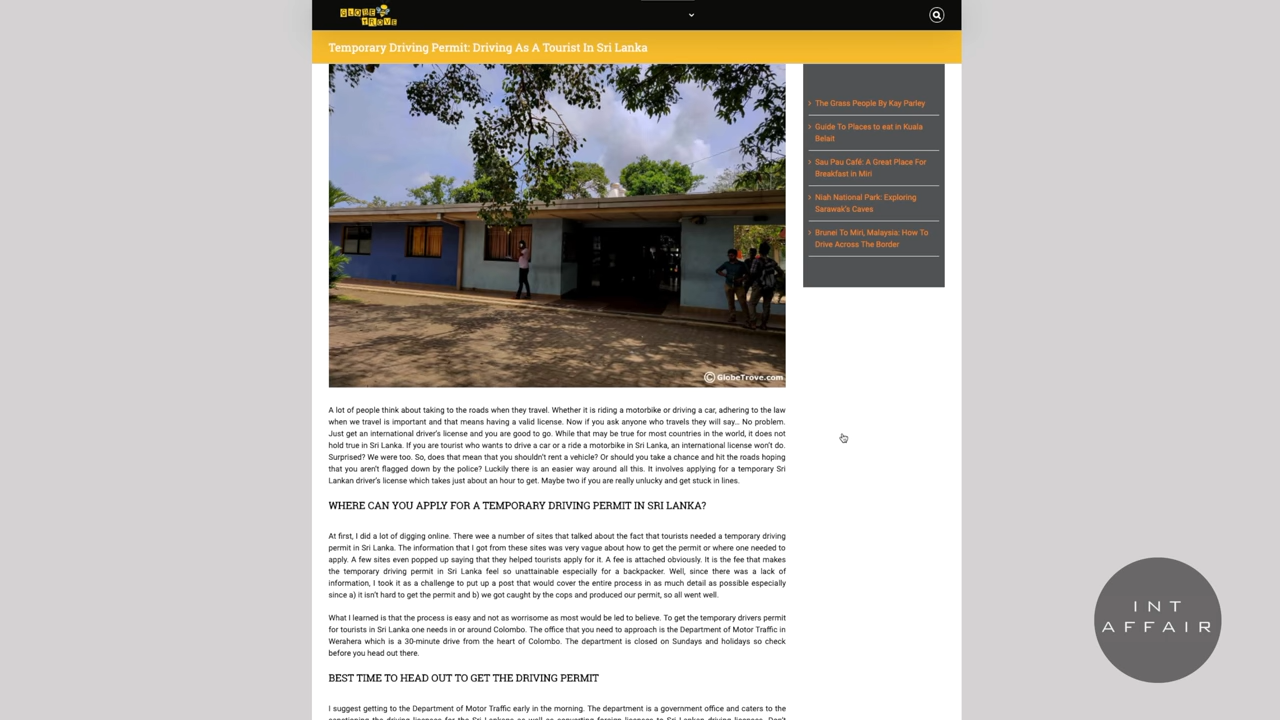 GLOBE
TROVE
Temporary Driving Permit: Driving As A Tourist In Sri Lanka
The Grass People By Kay Parley
Guide To Places to eat in Kuala
Belait
Sau Pau Café: A Great Place For
Breakfast In Miri
Niah National Park: Exploring
Sarawak's Caves
Brunei To Miri, Malaysia: How To
Drive Across The Border
© GlobeTrove.com
A lot of people think about taking to the roads when they travel. Whether it is riding a motorbike or driving a car, adhering to the law
when we travel is important and that means having a valid license. Now if you ask anyone who travels they will say... No problem.
Just get an international driver's license and you are good to go. While that may be true for most countries in the world, it does not
hold true in Sri Lanka. If you are tourist who wants to drive a car or a ride a motorbike in Sri Lanka, an international license won't do.
Surprised? We were too. So, does that mean that you shouldn't rent a vehicle? Or should you take a chance and hit the roads hoping
that you aren't flagged down by the police? Luckily there is an easier way around all this. It involves applying for a temporary Sri
Lankan driver's license which takes just about an hour to get. Maybe two if you are really unlucky and get stuck in lines.
WHERE CAN YOU APPLY FOR A TEMPORARY DRIVING PERMIT IN SRI LANKA?
At first, I did a lot of digging online. There wee a number of sites that talked about the fact that tourists needed a temporary driving
permit in Sri Lanka. The information that I got from these sites was very vague about how to get the permit or where one needed to
apply. A few sites even popped up saying that they helped tourists apply for it. A fee is attached obviously. It is the fee that makes
the temporary driving permit in Sri Lanka feel so unattainable especially for a backpacker. Well, since there was a lack of
information, I took it as a challenge to put up a post that would cover the entire process in as much detail as possible especially
since a) it isn't hard to get the permit and b) we got caught by the cops and produced our permit, so all went well.
What I learned is that the process is easy and not as worrisome as most would be led to believe. To get the temporary drivers permit
for tourists in Sri Lanka one needs in or around Colombo. The office that you need to approach is the Department of Motor Traffic in
Werahera which is a 30-minute drive from the heart of Colombo. The department is closed on Sundays and holidays so check
before you head out there.
BEST TIME TO HEAD OUT TO GET THE DRIVING PERMIT
I suggest getting to the Department of Motor Traffic early in the morning. The department is a government office and caters to the
INT
AFFAIR